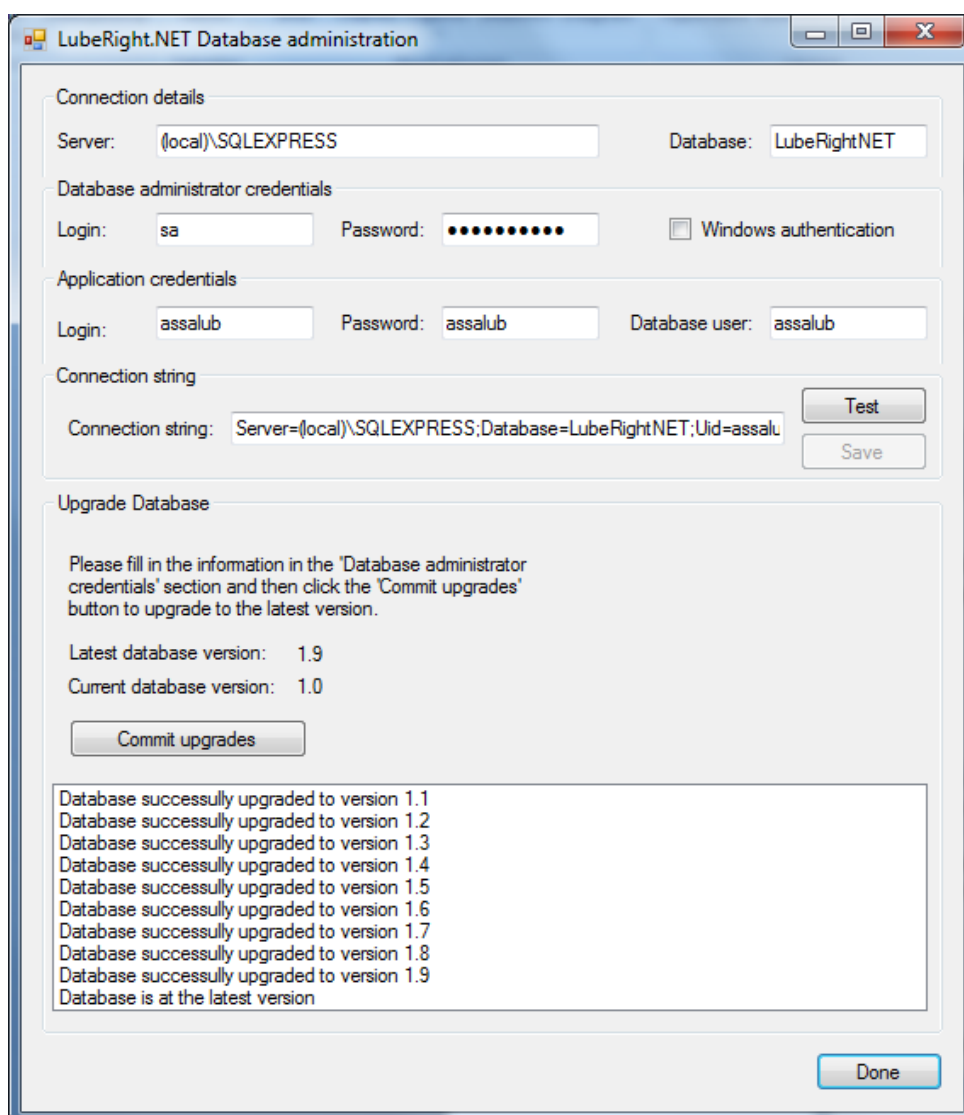 LubeRight.NET Database administration
Connection details
Server: (local)\SQLEXPRESS Database: LubeRightNET
Database administrator credentials
Login: sa Password: ●●●●●●●●●● Windows authentication
Application credentials
Login: assalub Password: assalub Database user: assalub
Connection string
Test
Connection string: Server=(local)\SQLEXPRESS;Database=LubeRightNET;Uid=assalu
Save
Upgrade Database
Please fill in the information in the 'Database administrator
credentials' section and then click the 'Commit upgrades'
button to upgrade to the latest version.
Latest database version: 1.9
Current database version: 1.0
Commit upgrades
Database successully upgraded to version 1.1
Database successully upgraded to version 1.2
Database successully upgraded to version 1.3
Database successully upgraded to version 1.4
Database successully upgraded to version 1.5
Database successully upgraded to version 1.6
Database successully upgraded to version 1.7
Database successully upgraded to version 1.8
Database successully upgraded to version 1.9
Database is at the latest version
Done